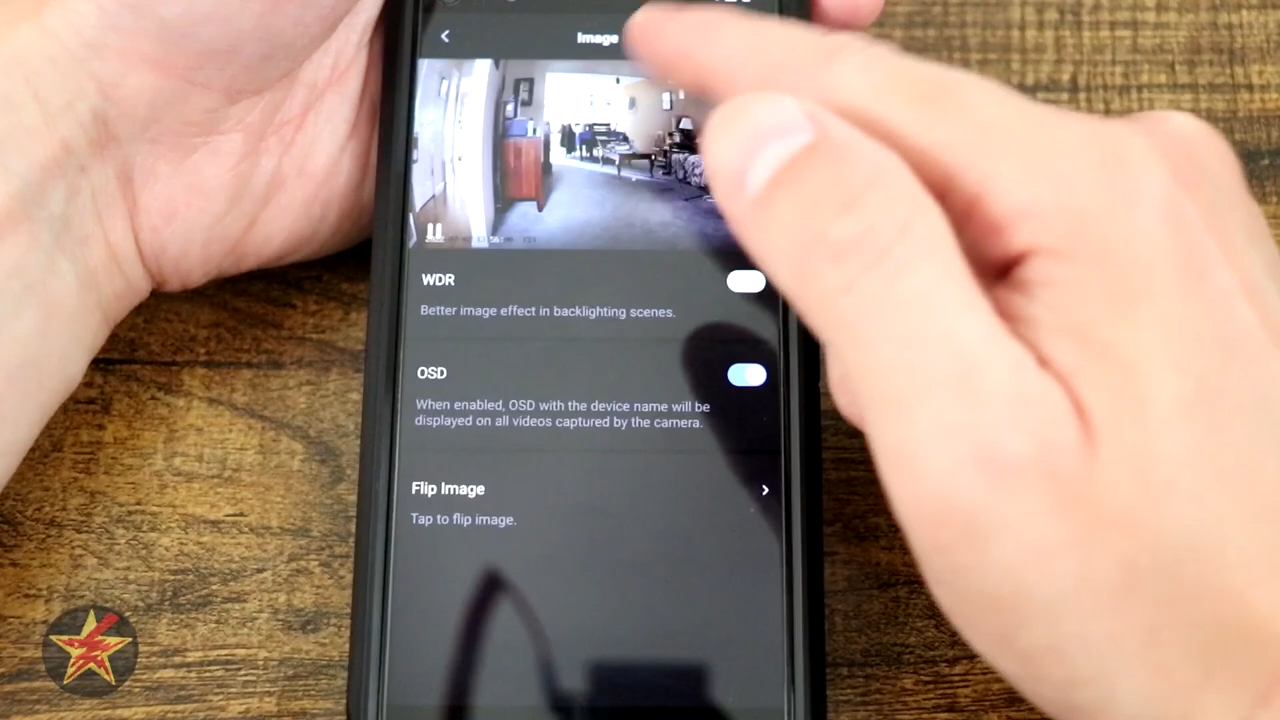 Image
WDR
Better image effect in backlighting scenes.
OSD
When enabled, OSD with the device name will be
displayed on all videos captured by the camera.
Flip Image
Tap to flip image.